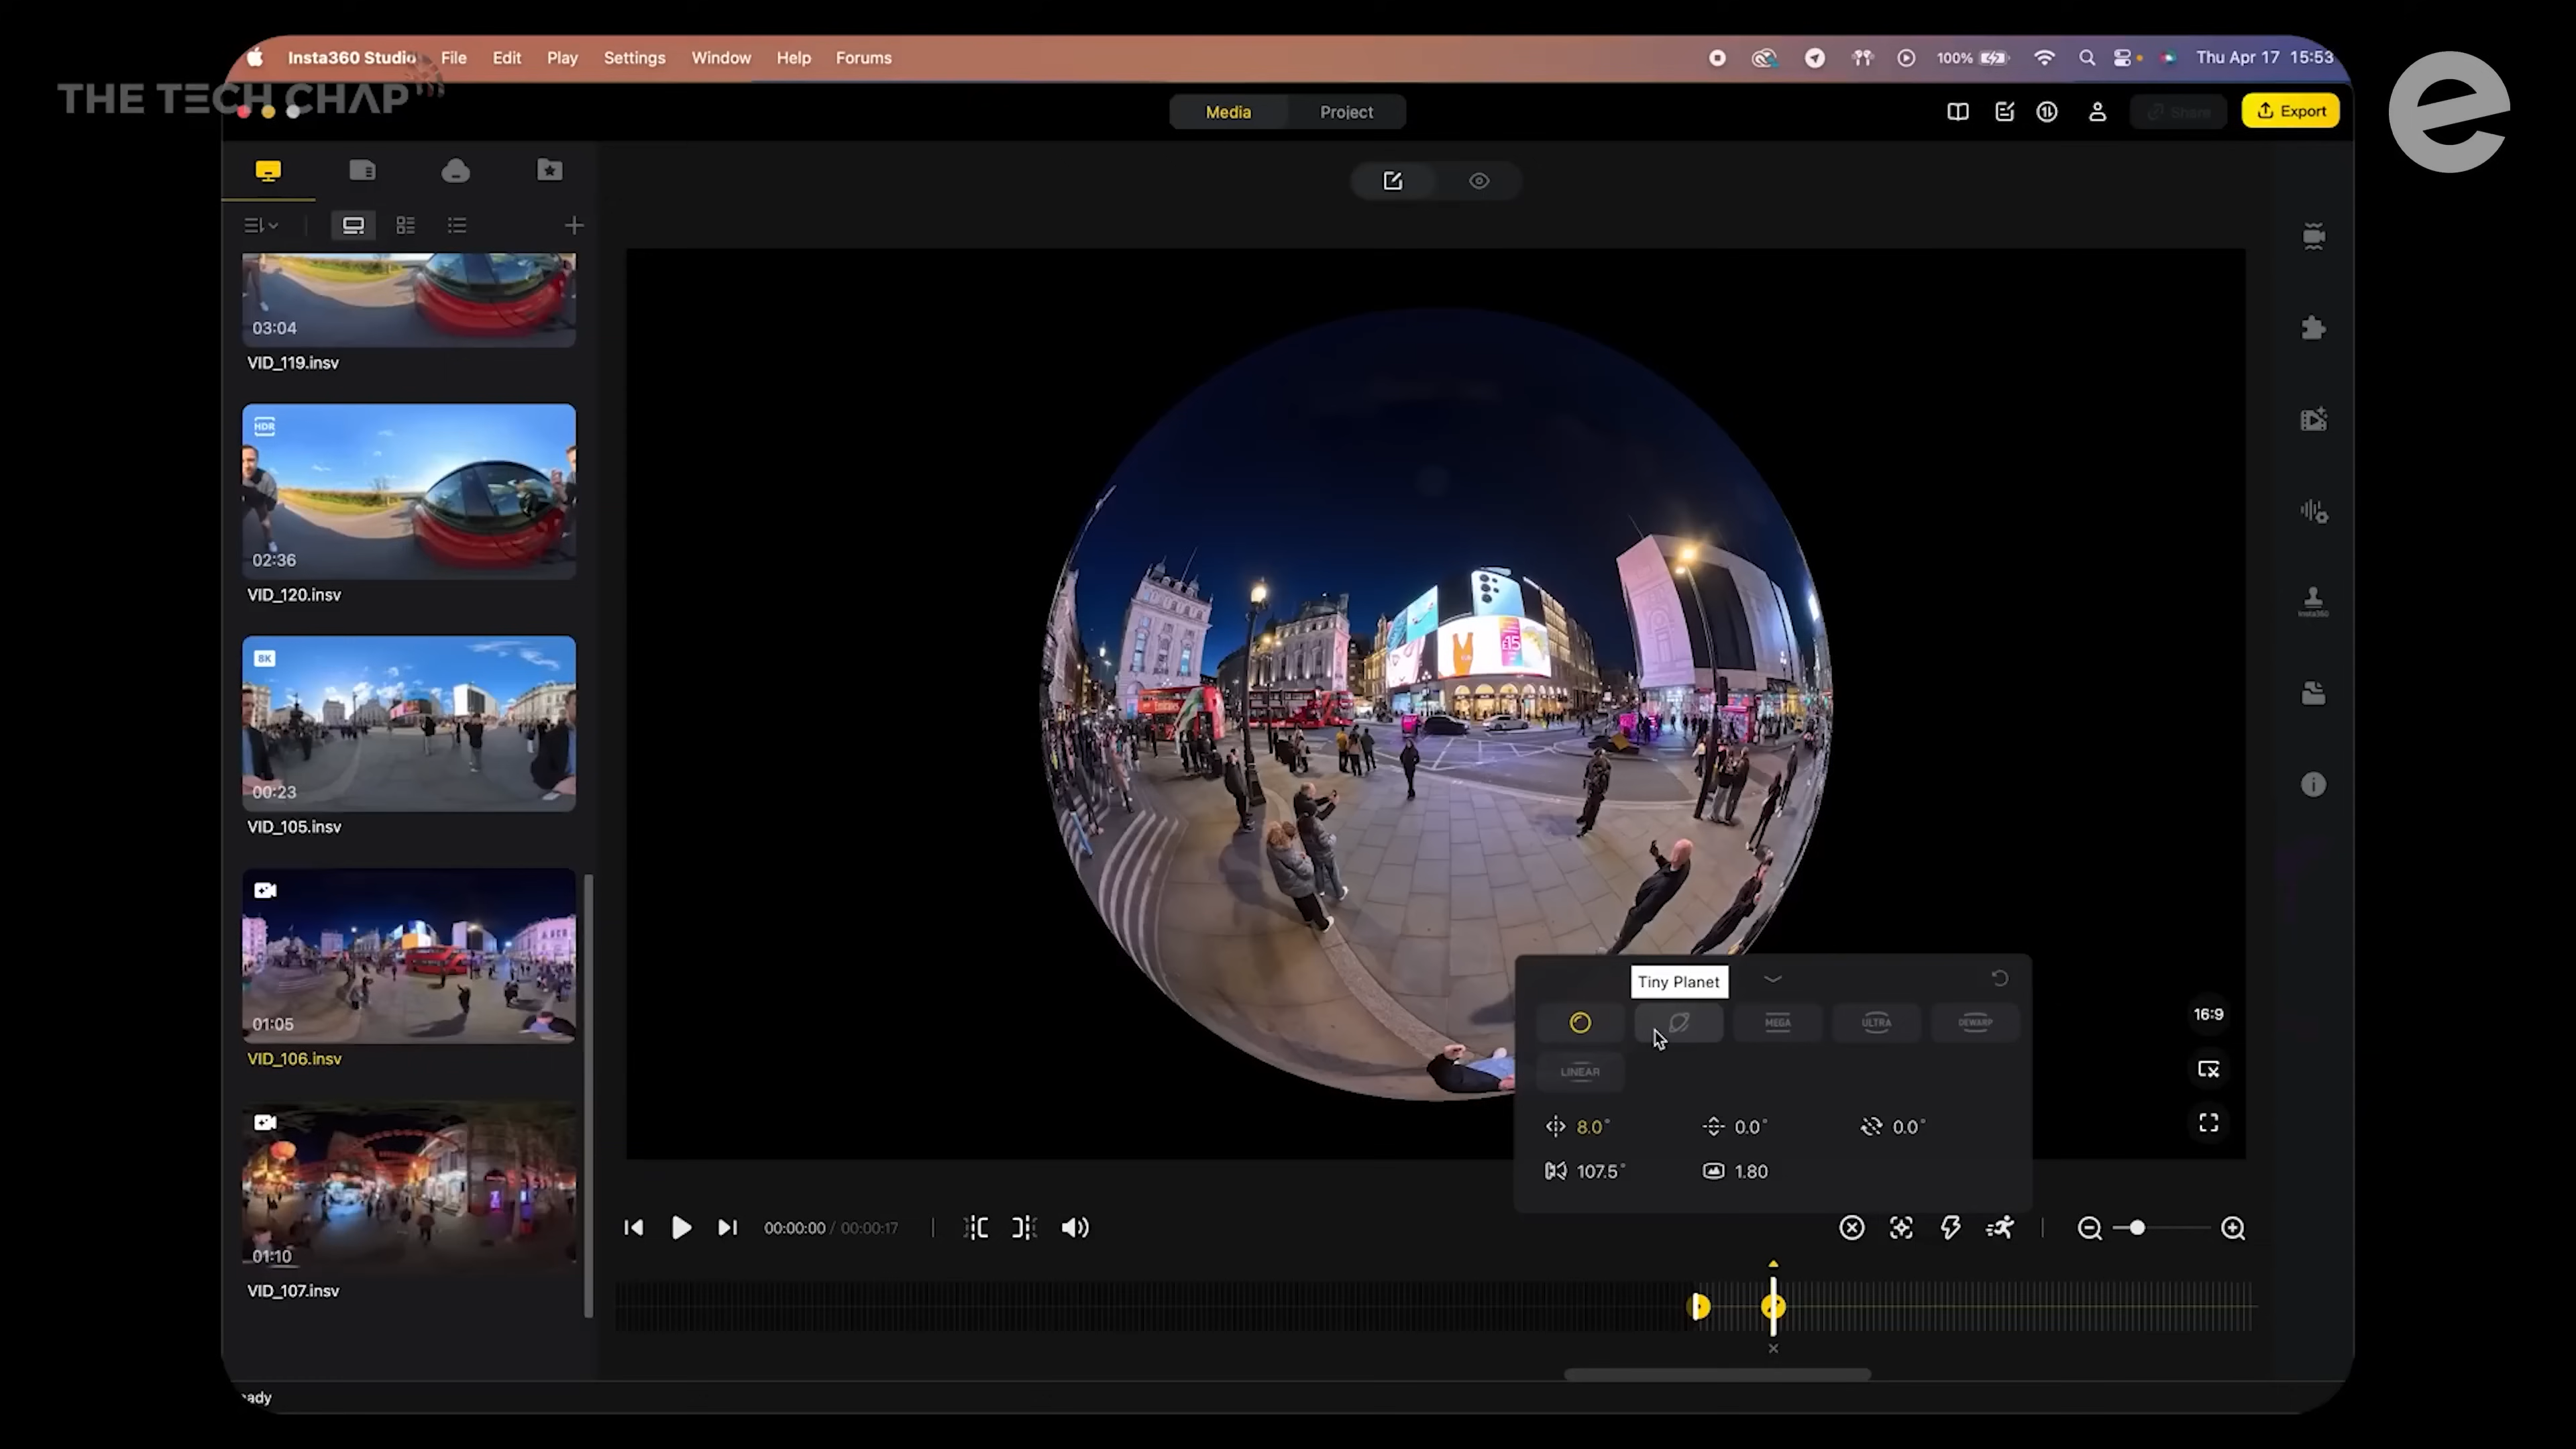 Insta360 Studio File Edit Play Settings Window Help Forums 100% Thu Apr 17 15:53
THE TECH CHAP
e
Media Project Share Export
03:04
VID_119.insv
HDR
02:36
VID_120.insv
8K
00:23
VID_105.insv
01:05
VID_106.insv
01:10
VID_107.insv
£15
Insta360
Tiny Planet
MEGA ULTRA DEWARP
LINEAR
8.0° 0.0° 0.0°
107.5° 1.80
16:9
00:00:00 / 00:00:17